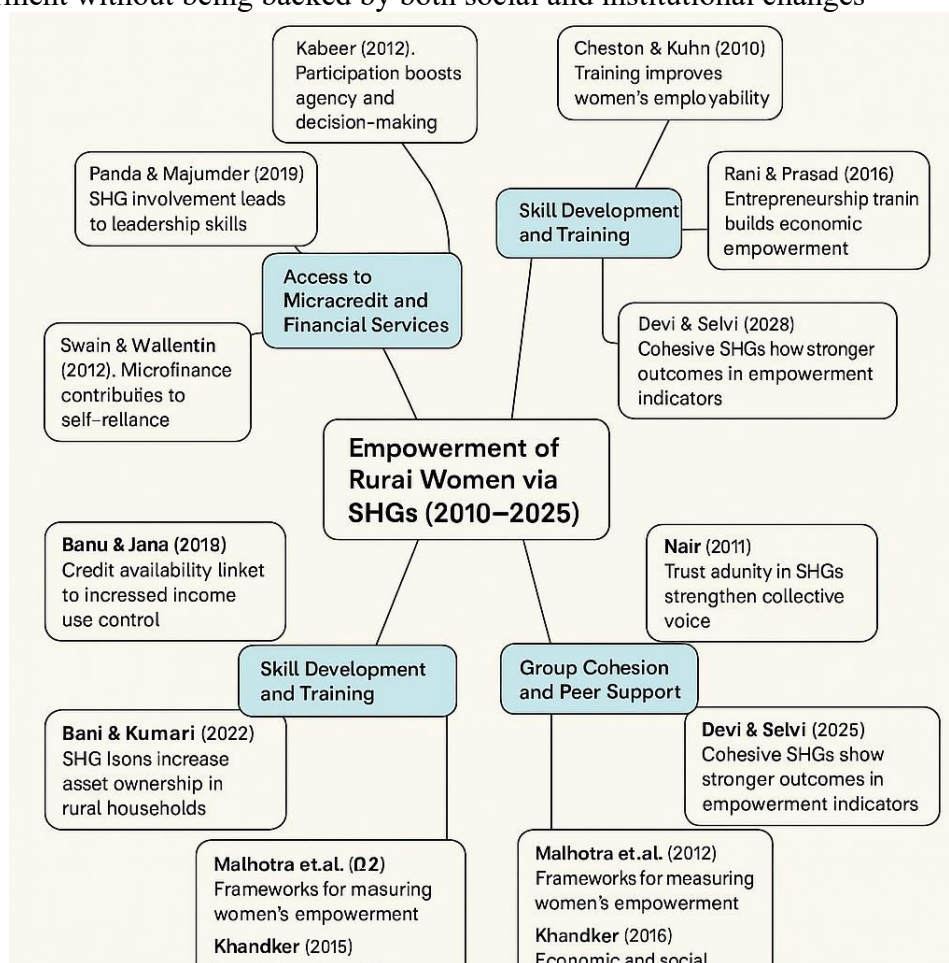 rment without being backed by both social and institutional changes
Kabeer (2012).
Participation boosts
agency and
decision-making
Cheston & Kuhn (2010)
Training improves
women's employability
Panda & Majumder (2019)
SHG involvement leads
to leadership skills
Rani & Prasad (2016)
Entrepreneurship tranin
builds economic
empowerment
Skill Development
and Training
Access to
Micracredit and
Financial Services
Devi & Selvi (2028)
Cohesive SHGs how stronger
outcomes in empowerment
indicators
Swain & Wallentin
(2012). Microfinance
contributies to
self-rellance
Empowerment of
Rurai Women via
SHGs (2010–2025)
Banu & Jana (2018)
Credit availability linket
to increased income
use control
Nair (2011)
Trust adunity in SHGs
strengthen collective
voice
Skill Development
and Training
Group Cohesion
and Peer Support
Bani & Kumari (2022)
SHG Isons increase
asset ownership in
rural households
Devi & Selvi (2025)
Cohesive SHGs show
stronger outcomes in
empowerment indicators
Malhotra et.al. (Ω2)
Frameworks for masuring
women's empowerment
Khandker (2015)
Malhotra et.al. (2012)
Frameworks for measuring
women's empowerment
Khandker (2016)
Economic and social